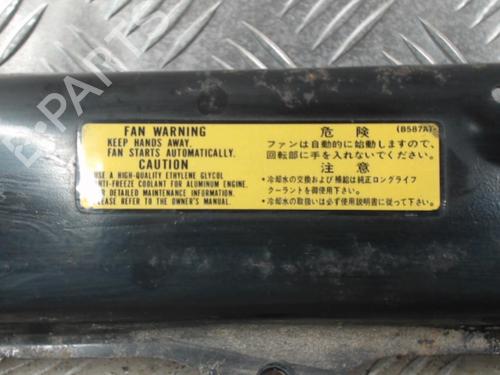 FAN WARNING
KEEP HANDS AWAY.
FAN STARTS AUTOMATICALLY.
CAUTION
USE A HIGH-QUALITY ETHYLENE GLYCOL
ANTI-FREEZE COOLANT FOR ALUMINUM ENGINE.
FOR DETAILED MAINTENANCE INFORMATION,
PLEASE REFER TO THE OWNER'S MANUAL.
危険 (B587A)
ファンは自動的に始動しますので、
回転部に手を入れないでください。
注意
・冷却水の交換および補給は純正ロングライフ
クーラントを御使用下さい。
・冷却水の取扱いは必ず使用説明書に従って下さい。
B-PARTS
B-PARTS